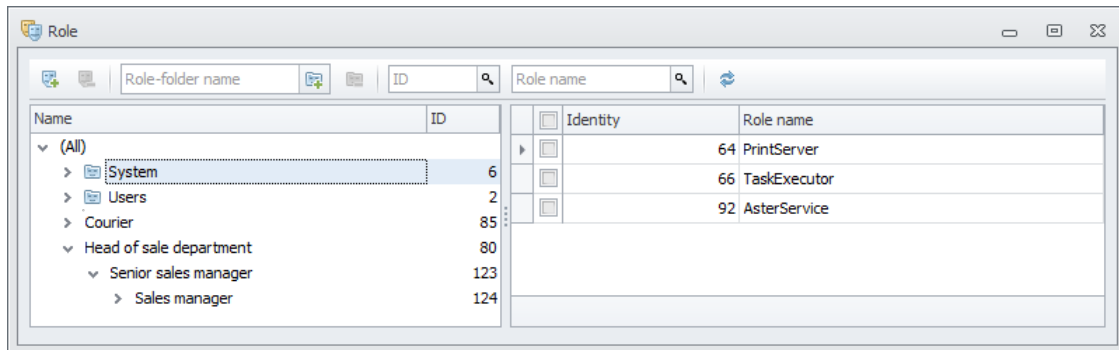 Role
Role-folder name ID Role name
Name ID
(All)
System 6
Users 2
Courier 85
Head of sale department 80
Senior sales manager 123
Sales manager 124
Identity Role name
64 PrintServer
66 TaskExecutor
92 AsterService